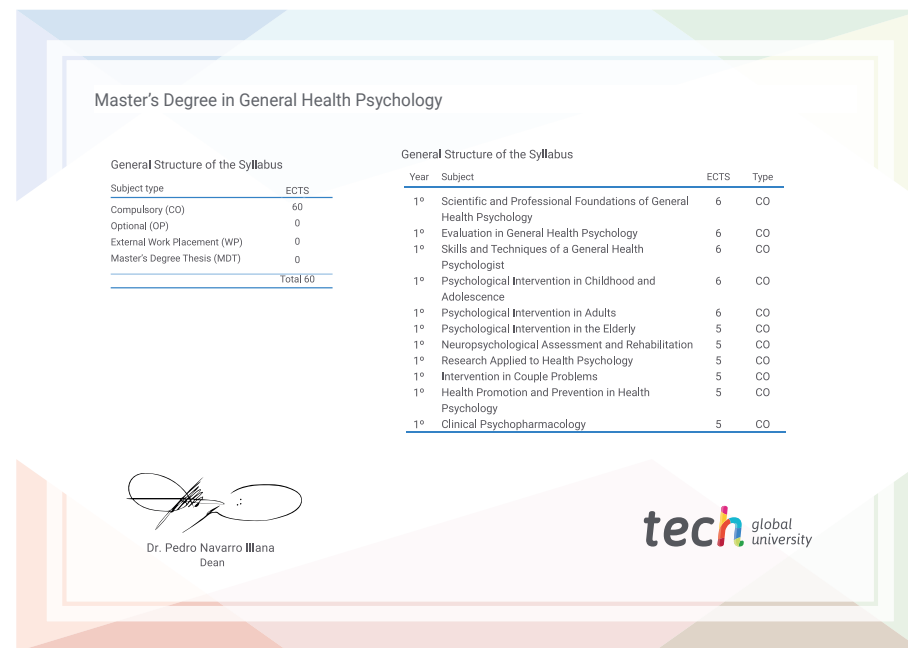 Master's Degree in General Health Psychology
General Structure of the Syllabus
Subject type ECTS
Compulsory (CO) 60
Optional (OP) 0
External Work Placement (WP) 0
Master's Degree Thesis (MDT) 0
Total 60
General Structure of the Syllabus
Year Subject ECTS Type
1º Scientific and Professional Foundations of General 6 CO
Health Psychology
1º Evaluation in General Health Psychology 6 CO
1º Skills and Techniques of a General Health 6 CO
Psychologist
1º Psychological Intervention in Childhood and 6 CO
Adolescence
1º Psychological Intervention in Adults 6 CO
1º Psychological Intervention in the Elderly 5 CO
1º Neuropsychological Assessment and Rehabilitation 5 CO
1º Research Applied to Health Psychology 5 CO
1º Intervention in Couple Problems 5 CO
1º Health Promotion and Prevention in Health 5 CO
Psychology
1º Clinical Psychopharmacology 5 CO
Dr. Pedro Navarro Illana
Dean
tech global
university